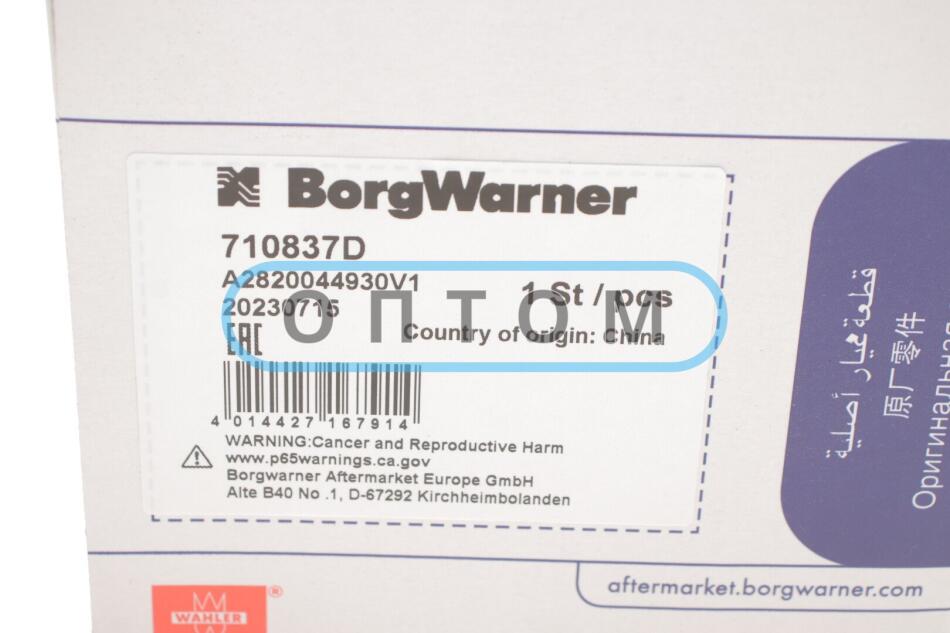 BorgWarner
710837D
A2820044930V1
20230715
1 St / pcs
Country of origin: China
EAC
ОПТОМ
4 014427 167914
WARNING:Cancer and Reproductive Harm
www.p65warnings.ca.gov
Borgwarner Aftermarket Europe GmbH
Alte B40 No .1, D-67292 Kirchheimbolanden
قطعة غيار أصلية
原厂零件
Оригинальная
aftermarket.borgwarner.com
WAHLER ®